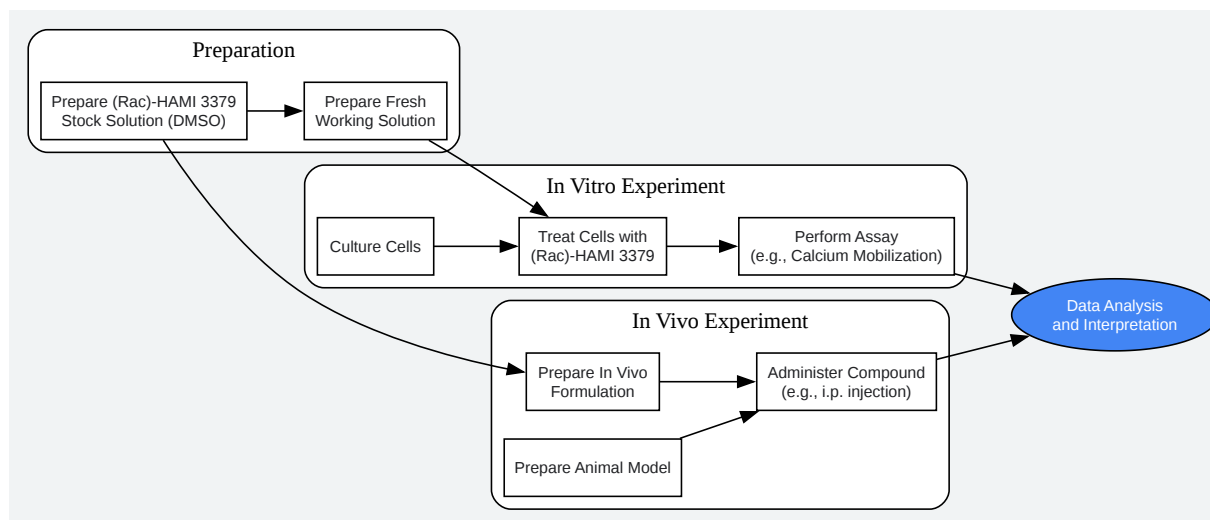 Preparation
Prepare (Rac)-HAMI 3379
Stock Solution (DMSO)
Prepare Fresh
Working Solution
In Vitro Experiment
Culture Cells
Treat Cells with
(Rac)-HAMI 3379
Perform Assay
(e.g., Calcium Mobilization)
In Vivo Experiment
Prepare In Vivo
Formulation
Administer Compound
(e.g., i.p. injection)
Prepare Animal Model
Data Analysis
and Interpretation